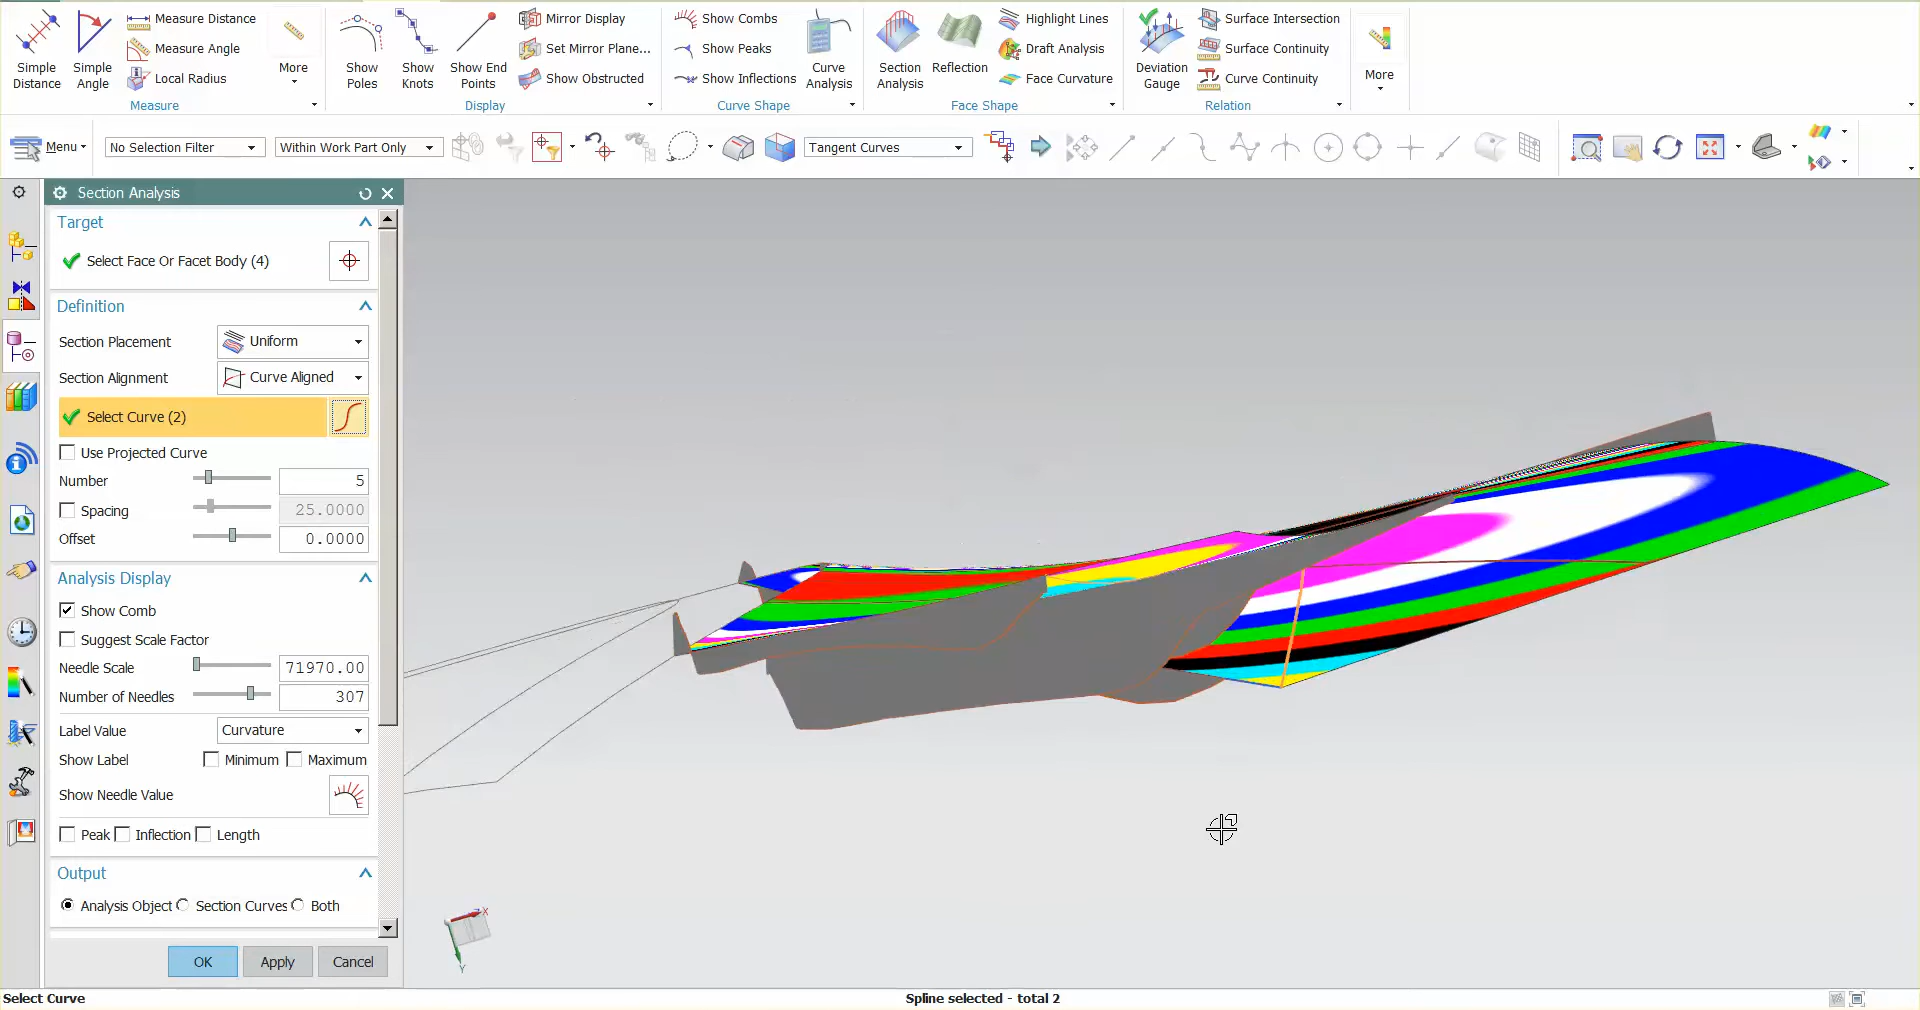 Simple Distance
Simple Angle
Measure Distance
Measure Angle
Local Radius
More
Measure
Show Poles
Show Knots
Show End Points
Mirror Display
Set Mirror Plane...
Show Obstructed
Display
Show Combs
Show Peaks
Show Inflections
Curve Analysis
Curve Shape
Section Analysis
Reflection
Highlight Lines
Draft Analysis
Face Curvature
Face Shape
Deviation Gauge
Surface Intersection
Surface Continuity
Curve Continuity
Relation
More
Menu
No Selection Filter
Within Work Part Only
Tangent Curves
Section Analysis
Target
Select Face Or Facet Body (4)
Definition
Section Placement Uniform
Section Alignment Curve Aligned
Select Curve (2)
Use Projected Curve
Number 5
Spacing 25.0000
Offset 0.0000
Analysis Display
Show Comb
Suggest Scale Factor
Needle Scale 71970.00
Number of Needles 307
Label Value Curvature
Show Label Minimum Maximum
Show Needle Value
Peak Inflection Length
Output
Analysis Object Section Curves Both
OK Apply Cancel
X
Y
Select Curve
Spline selected - total 2